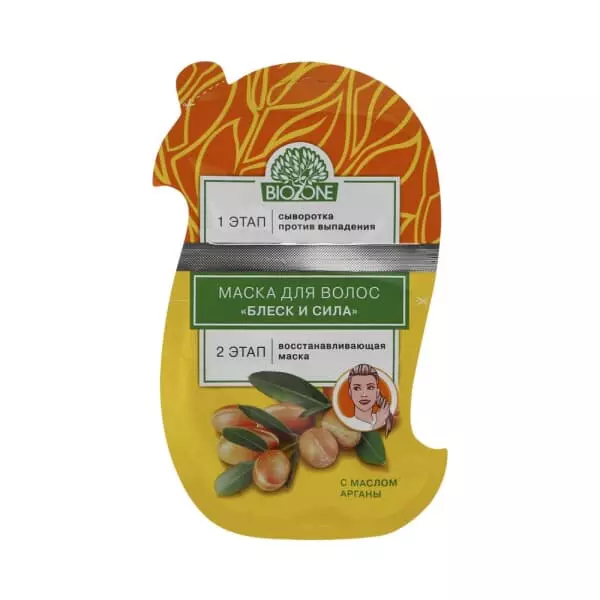 BIOZONE
1 ЭТАП
сыворотка
против выпадения
МАСКА ДЛЯ ВОЛОС
«БЛЕСК И СИЛА»
2 ЭТАП
восстанавливающая
маска
С МАСЛОМ
АРГАНЫ